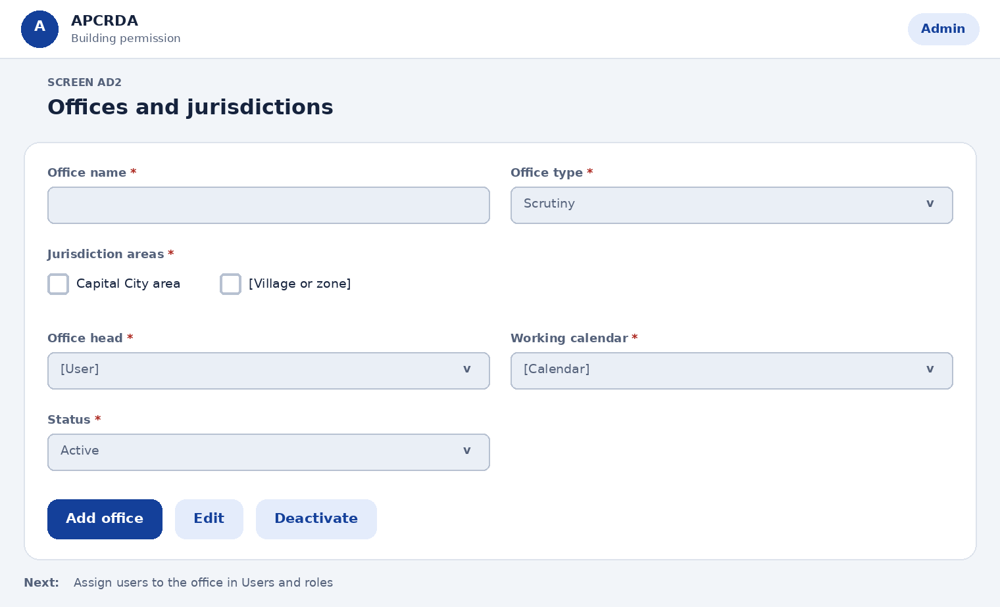 A
APCRDA
Building permission
Admin
SCREEN AD2
Offices and jurisdictions
Office name *
Office type *
Scrutiny v
Jurisdiction areas *
Capital City area
[Village or zone]
Office head *
Working calendar *
[User] v
[Calendar] v
Status *
Active v
Add office
Edit
Deactivate
Next: Assign users to the office in Users and roles